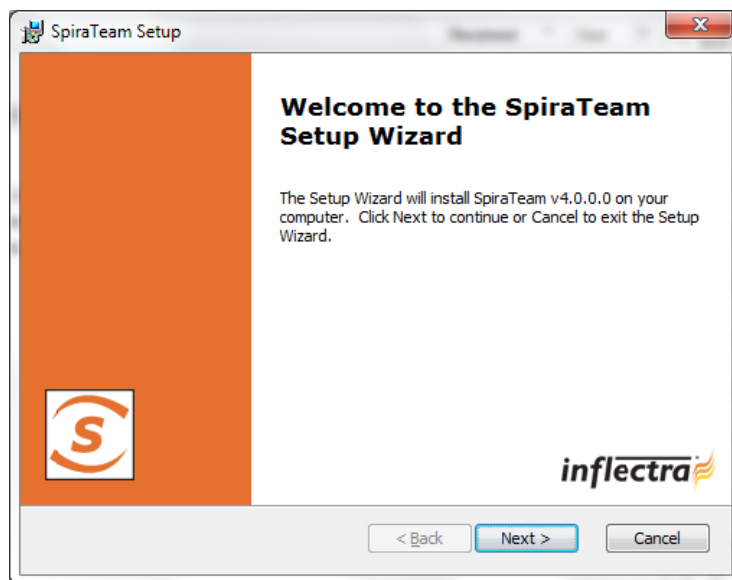 SpiraTeam Setup
Welcome to the SpiraTeam
Setup Wizard
The Setup Wizard will install SpiraTeam v4.0.0.0 on your
computer. Click Next to continue or Cancel to exit the Setup
Wizard.
S
inflectra
< Back
Next >
Cancel